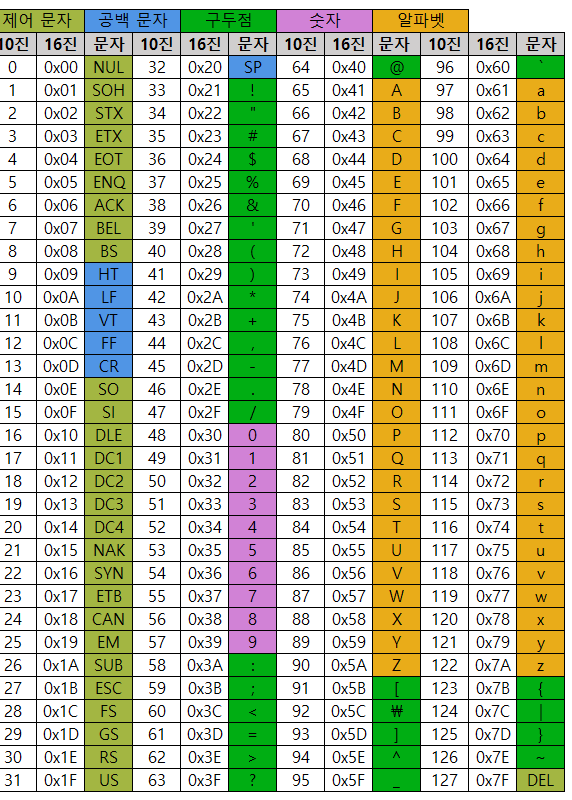 제어 문자 공백 문자 구두점 숫자 알파벳
10진 16진 문자 10진 16진 문자 10진 16진 문자 10진 16진 문자
0 0x00 NUL 32 0x20 SP 64 0x40 @ 96 0x60 `
1 0x01 SOH 33 0x21 ! 65 0x41 A 97 0x61 a
2 0x02 STX 34 0x22 " 66 0x42 B 98 0x62 b
3 0x03 ETX 35 0x23 # 67 0x43 C 99 0x63 c
4 0x04 EOT 36 0x24 $ 68 0x44 D 100 0x64 d
5 0x05 ENQ 37 0x25 % 69 0x45 E 101 0x65 e
6 0x06 ACK 38 0x26 & 70 0x46 F 102 0x66 f
7 0x07 BEL 39 0x27 ' 71 0x47 G 103 0x67 g
8 0x08 BS 40 0x28 ( 72 0x48 H 104 0x68 h
9 0x09 HT 41 0x29 ) 73 0x49 I 105 0x69 i
10 0x0A LF 42 0x2A * 74 0x4A J 106 0x6A j
11 0x0B VT 43 0x2B + 75 0x4B K 107 0x6B k
12 0x0C FF 44 0x2C , 76 0x4C L 108 0x6C l
13 0x0D CR 45 0x2D - 77 0x4D M 109 0x6D m
14 0x0E SO 46 0x2E . 78 0x4E N 110 0x6E n
15 0x0F SI 47 0x2F / 79 0x4F O 111 0x6F o
16 0x10 DLE 48 0x30 0 80 0x50 P 112 0x70 p
17 0x11 DC1 49 0x31 1 81 0x51 Q 113 0x71 q
18 0x12 DC2 50 0x32 2 82 0x52 R 114 0x72 r
19 0x13 DC3 51 0x33 3 83 0x53 S 115 0x73 s
20 0x14 DC4 52 0x34 4 84 0x54 T 116 0x74 t
21 0x15 NAK 53 0x35 5 85 0x55 U 117 0x75 u
22 0x16 SYN 54 0x36 6 86 0x56 V 118 0x76 v
23 0x17 ETB 55 0x37 7 87 0x57 W 119 0x77 w
24 0x18 CAN 56 0x38 8 88 0x58 X 120 0x78 x
25 0x19 EM 57 0x39 9 89 0x59 Y 121 0x79 y
26 0x1A SUB 58 0x3A : 90 0x5A Z 122 0x7A z
27 0x1B ESC 59 0x3B ; 91 0x5B [ 123 0x7B {
28 0x1C FS 60 0x3C < 92 0x5C ₩ 124 0x7C |
29 0x1D GS 61 0x3D = 93 0x5D ] 125 0x7D }
30 0x1E RS 62 0x3E > 94 0x5E ^ 126 0x7E ~
31 0x1F US 63 0x3F ? 95 0x5F _ 127 0x7F DEL